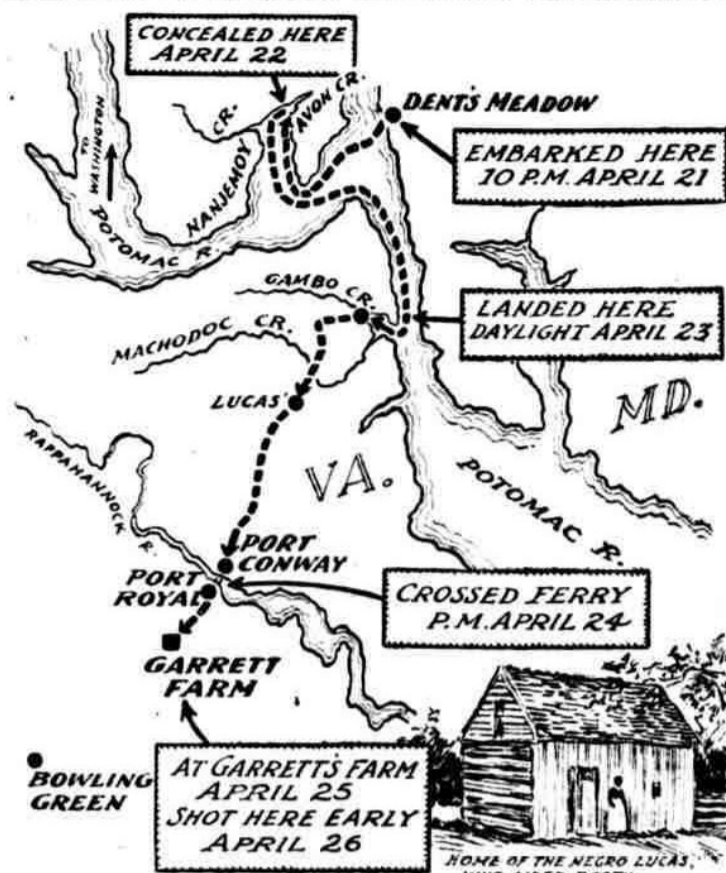 CONCEALED HERE
APRIL 22
AVON CR.
DENT'S MEADOW
CR.
NANJEMOY
TO
WASHINGTON
POTOMAC R.
EMBARKED HERE
10 P.M. APRIL 21
GAMBO CR.
LANDED HERE
DAYLIGHT APRIL 23
MACHODOC CR.
LUCAS'
MD.
VA.
POTOMAC R.
RAPPAHANNOCK
R.
PORT
CONWAY
PORT
ROYAL
CROSSED FERRY
P.M. APRIL 24
GARRETT
FARM
BOWLING
GREEN
AT GARRETT'S FARM
APRIL 25
SHOT HERE EARLY
APRIL 26
HOME OF THE NEGRO LUCAS,